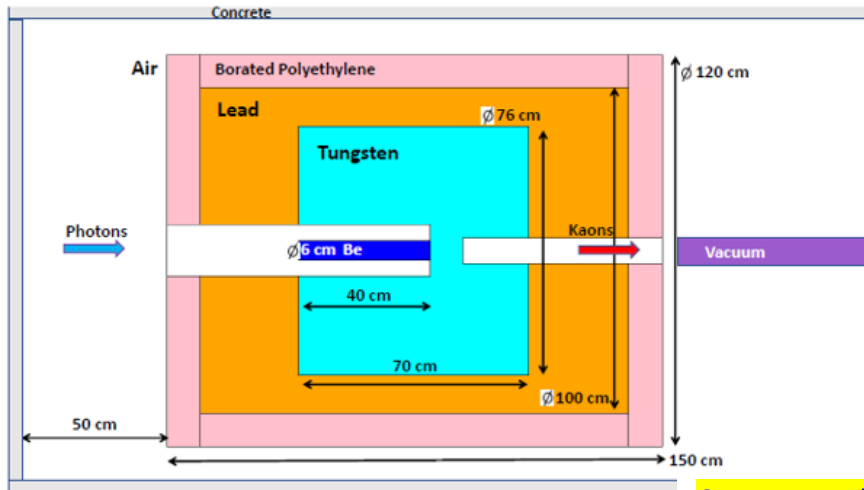 Concrete
Air
Borated Polyethylene
Ø 120 cm
Lead
Ø 76 cm
Tungsten
Photons
Kaons
Ø 6 cm Be
Vacuum
40 cm
70 cm
Ø 100 cm
50 cm
150 cm